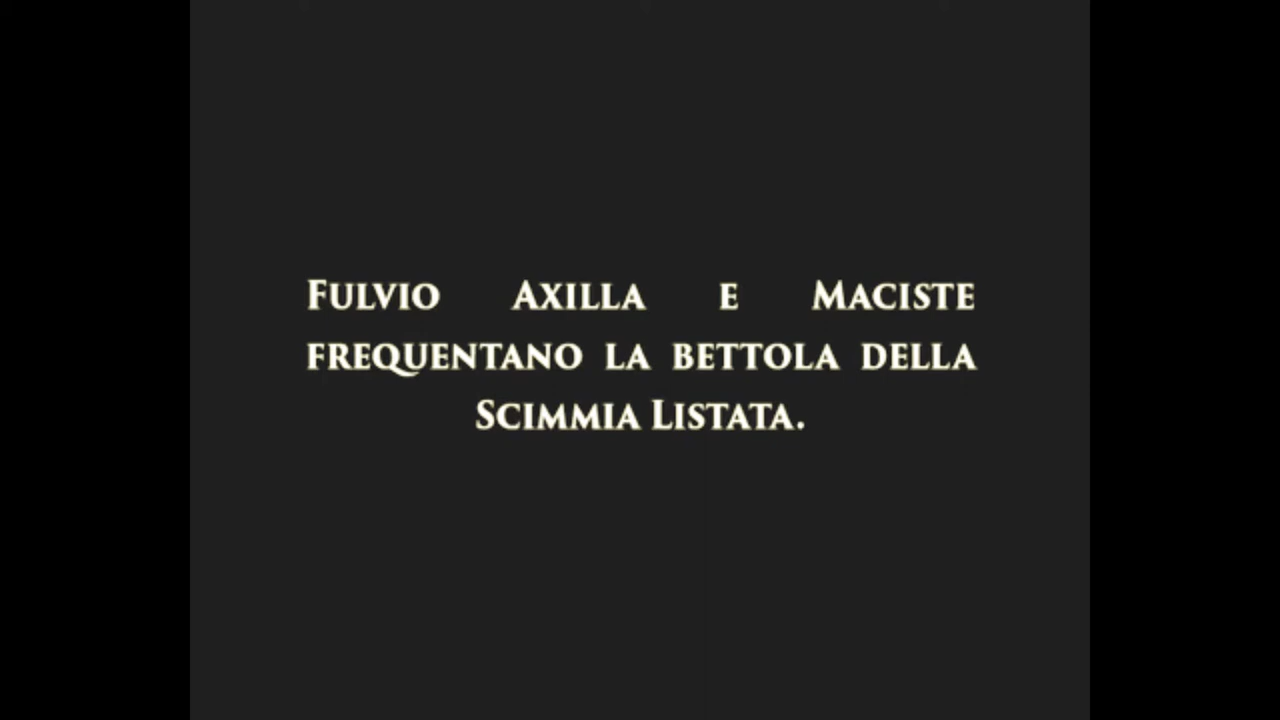 Fulvio Axilla e Maciste
frequentano la bettola della
Scimmia Listata.